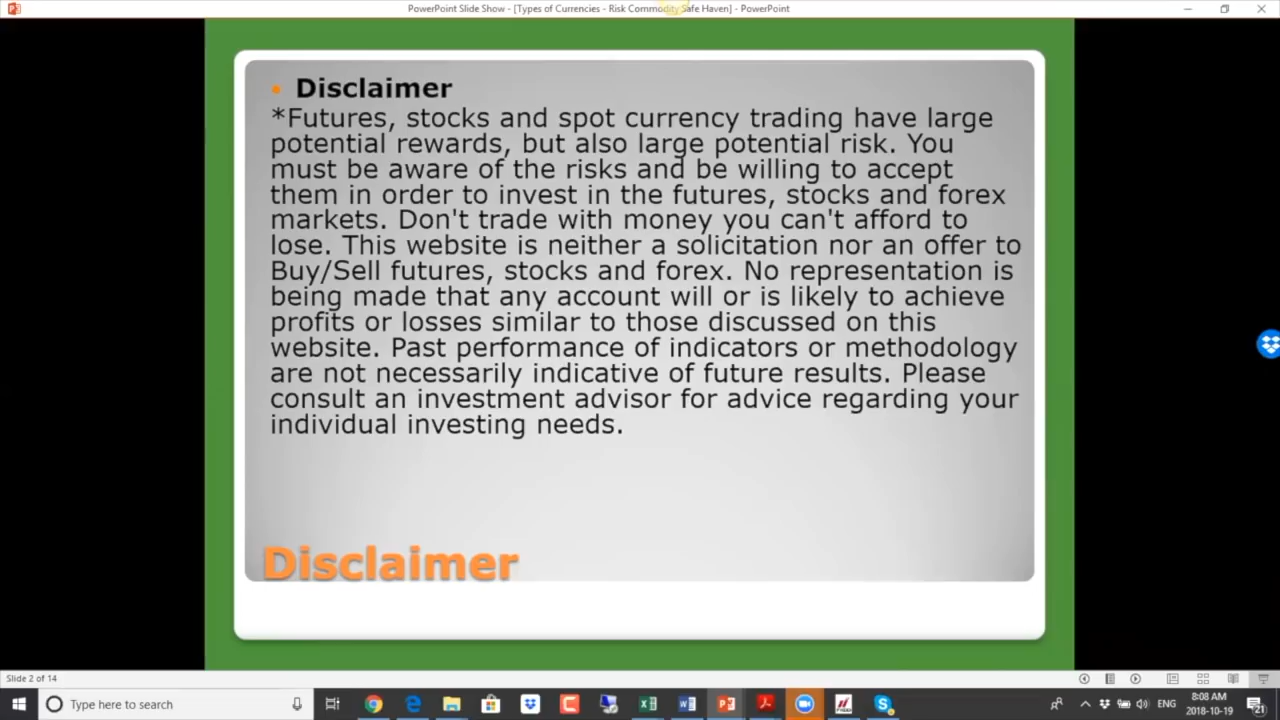 PowerPoint Slide Show - [Types of Currencies - Risk Commodity Safe Haven] - PowerPoint
• Disclaimer
*Futures, stocks and spot currency trading have large
potential rewards, but also large potential risk. You
must be aware of the risks and be willing to accept
them in order to invest in the futures, stocks and forex
markets. Don't trade with money you can't afford to
lose. This website is neither a solicitation nor an offer to
Buy/Sell futures, stocks and forex. No representation is
being made that any account will or is likely to achieve
profits or losses similar to those discussed on this
website. Past performance of indicators or methodology
are not necessarily indicative of future results. Please
consult an investment advisor for advice regarding your
individual investing needs.
Disclaimer
Slide 2 of 14
Type here to search
ENG
8:08 AM
2018-10-19
21